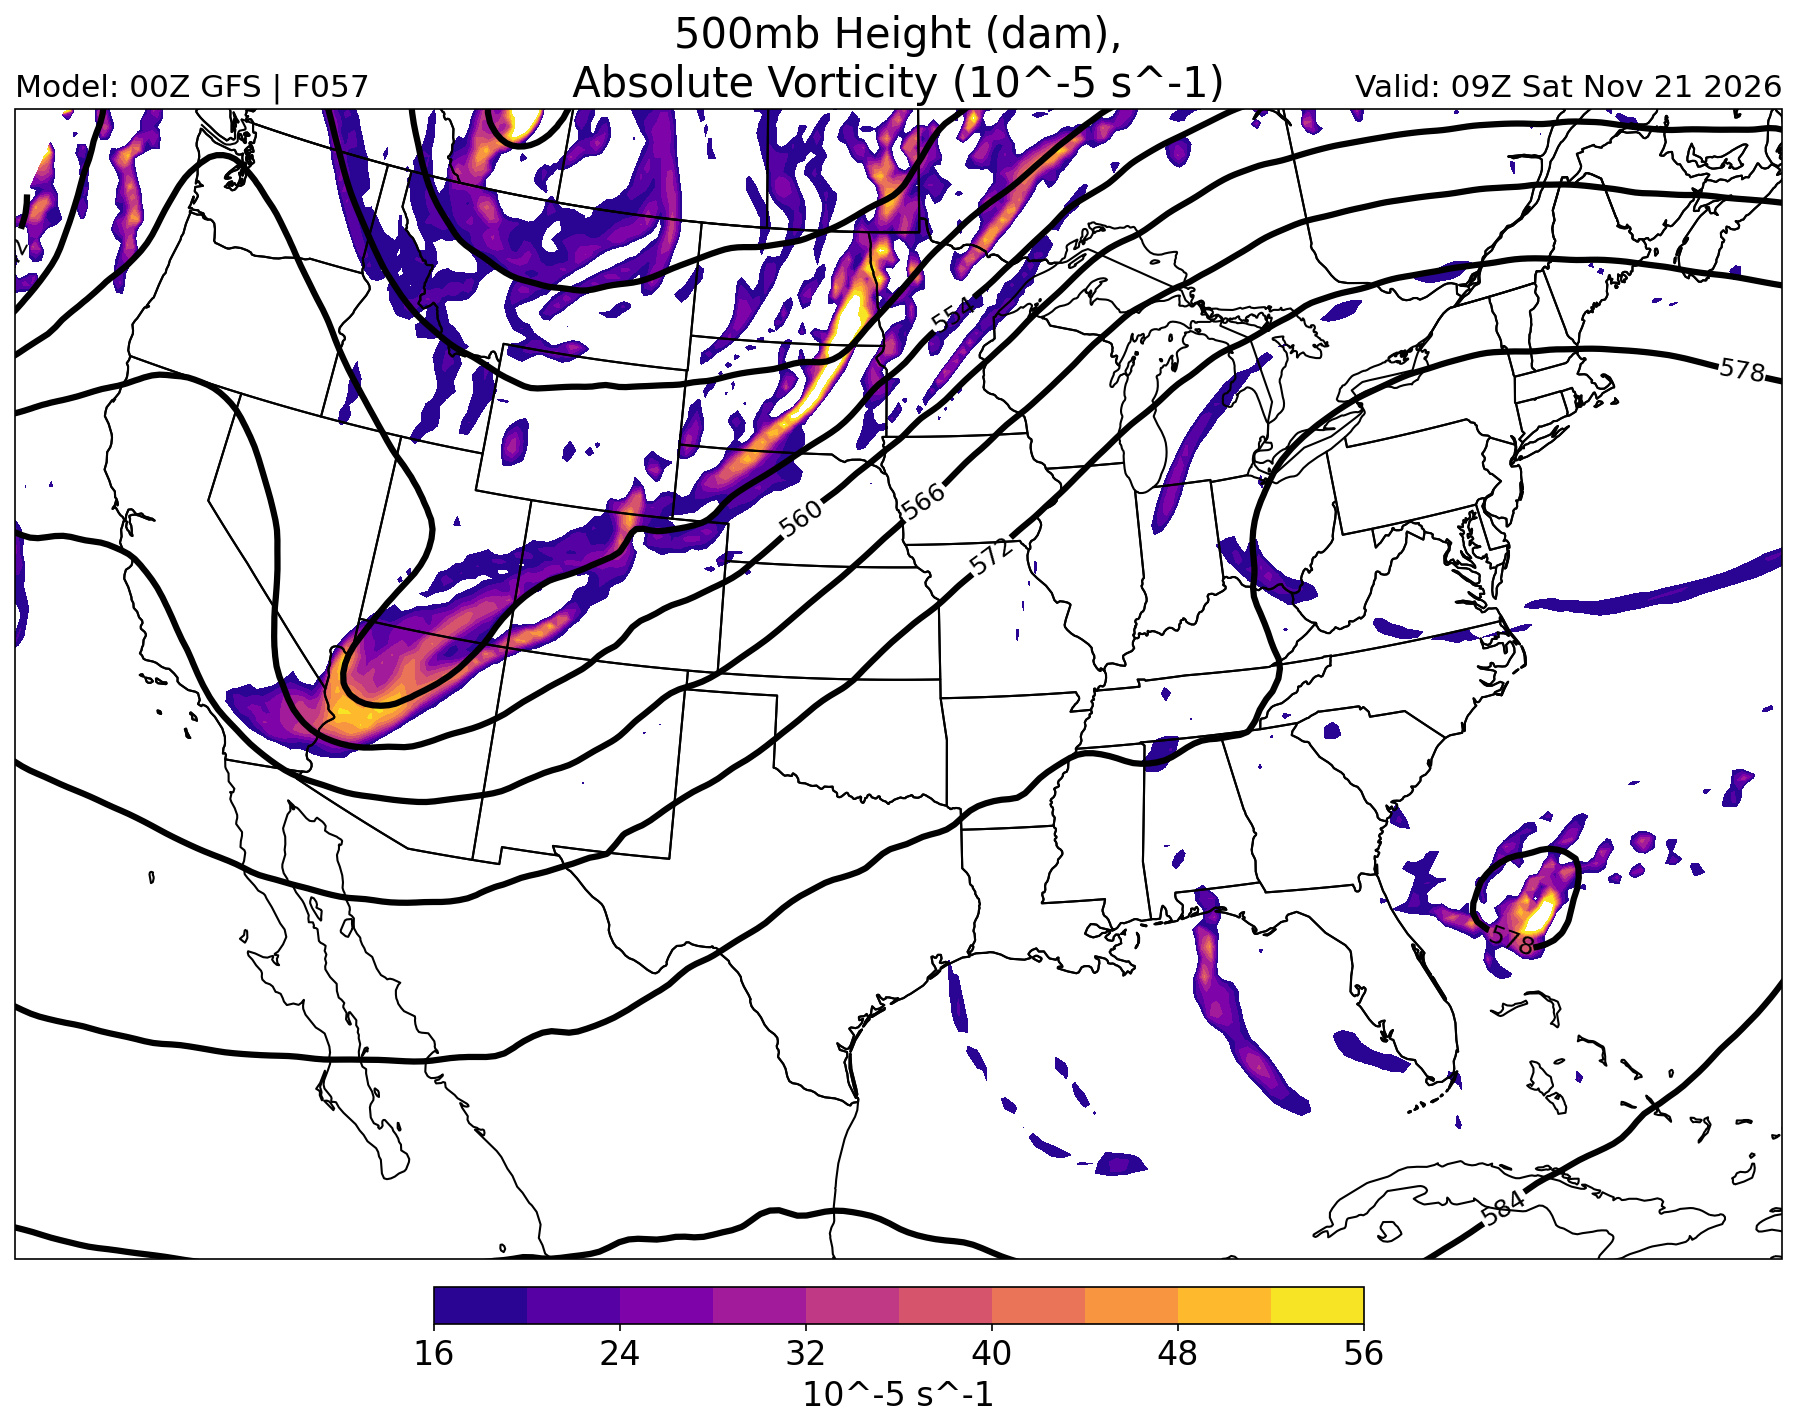 500mb Height (dam),
Absolute Vorticity (10^-5 s^-1)
Model: 00Z GFS | F057
Valid: 09Z Sat Nov 21 2026
554
578
560
566
572
578
584
16 24 32 40 48 56
10^-5 s^-1